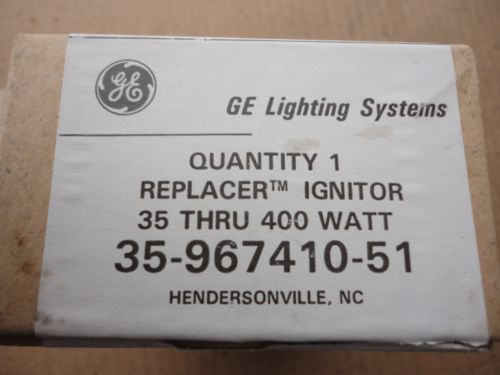 GE
GE Lighting Systems
QUANTITY 1
REPLACER™ IGNITOR
35 THRU 400 WATT
35-967410-51
HENDERSONVILLE, NC